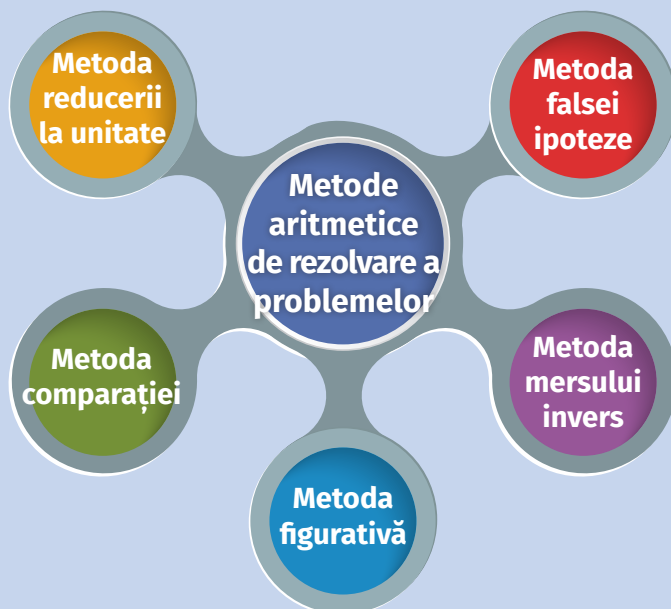 Metoda
reducerii
la unitate
Metoda
falsei
ipoteze
Metode
aritmetice
de rezolvare a
problemelor
Metoda
comparației
Metoda
mersului
invers
Metoda
figurativă